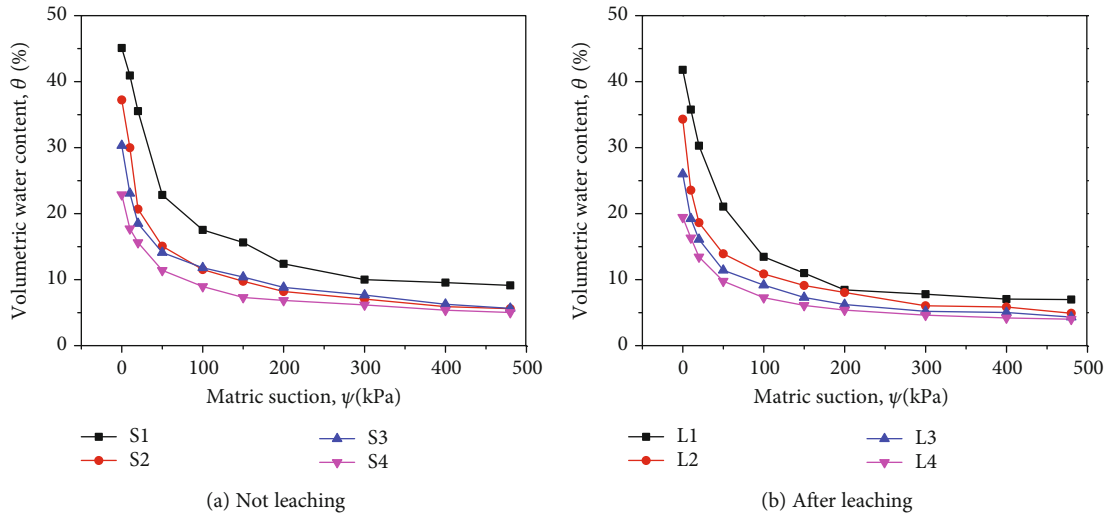 50
40
30
20
10
0
Volumetric water content, θ (%)
0 100 200 300 400 500
Matric suction, ψ(kPa)
S1 S3
S2 S4
(a) Not leaching
50
40
30
20
10
0
Volumetric water content, θ (%)
0 100 200 300 400 500
Matric suction, ψ(kPa)
L1 L3
L2 L4
(b) After leaching